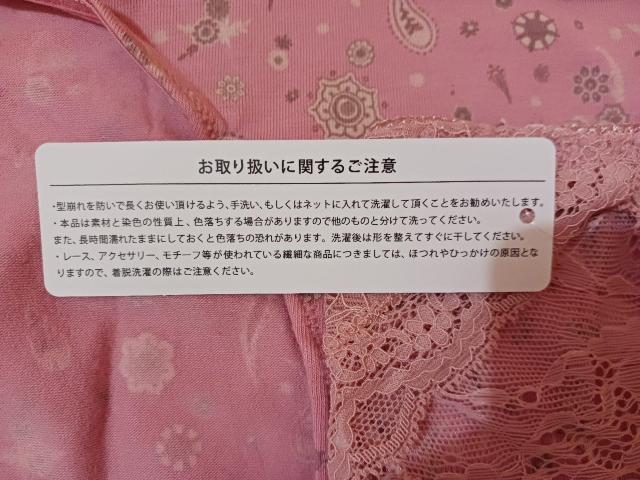 お取り扱いに関するご注意
・型崩れを防いで長くお使い頂けるよう、手洗い、もしくはネットに入れて洗濯して頂くことをお勧めいたします。
・本品は素材と染色の性質上、色落ちする場合がありますので他のものと分けて洗ってください。
また、長時間濡れたままにしておくと色落ちの恐れがあります。洗濯後は形を整えてすぐに干してください。
・レース、アクセサリー、モチーフ等が使われている繊細な商品につきましては、ほつれやひっかけの原因とな
りますので、着脱洗濯の際はご注意ください。